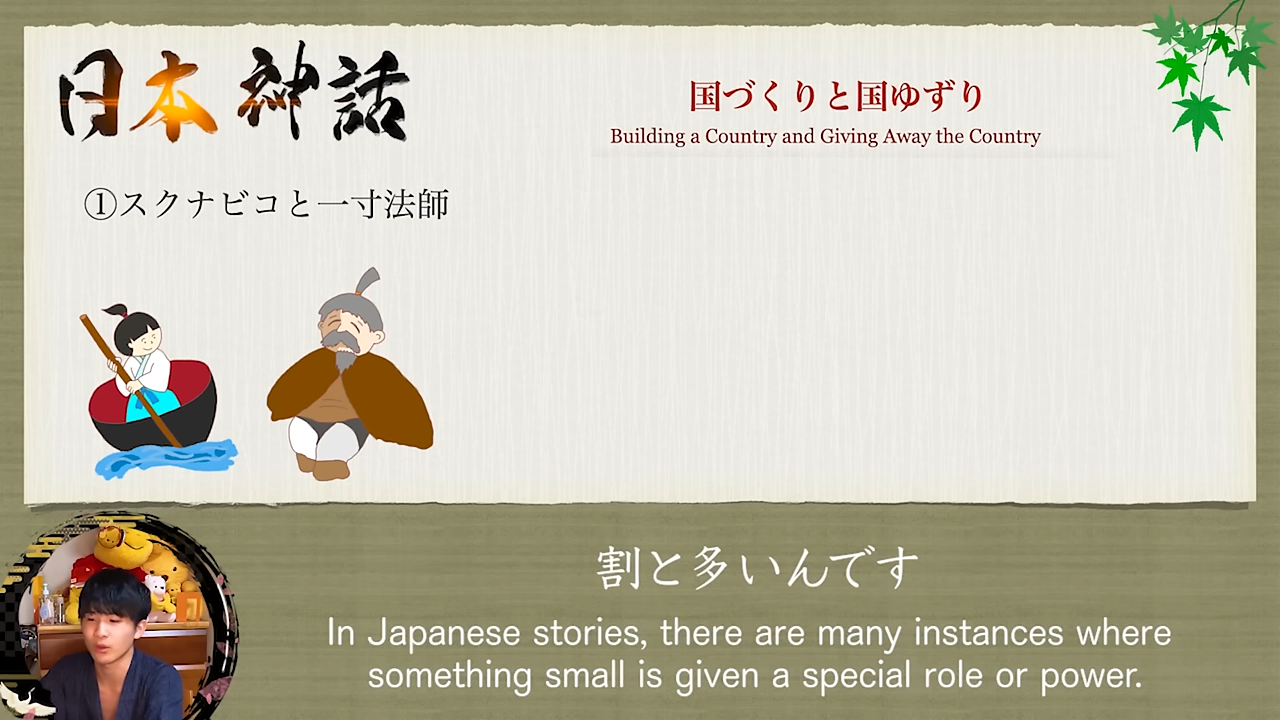 日本神話
国づくりと国ゆずり
Building a Country and Giving Away the Country
①スクナビコと一寸法師
割と多いんです
In Japanese stories, there are many instances where
something small is given a special role or power.